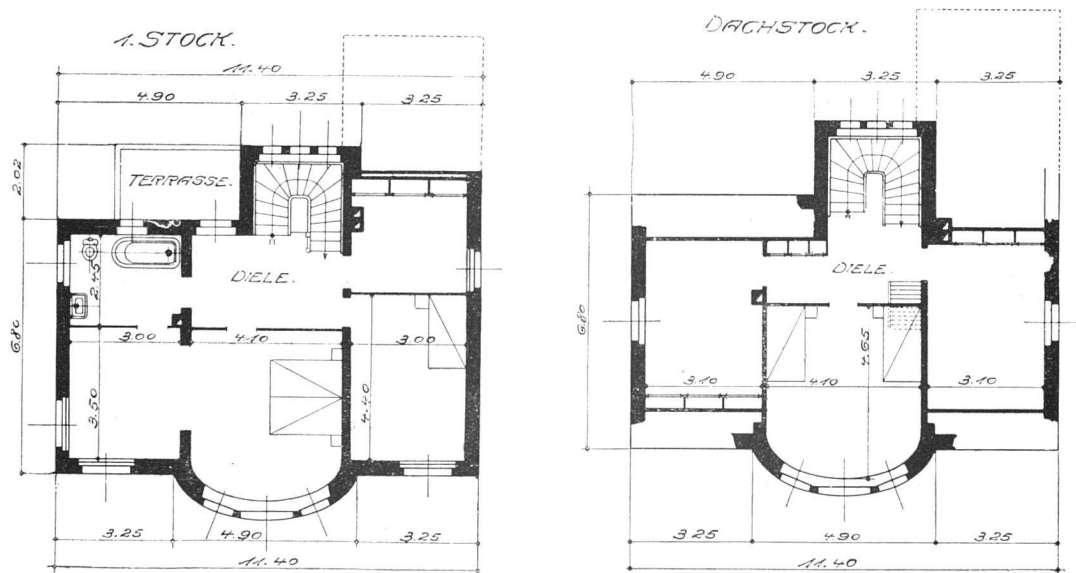 1. STOCK.
11.40
4.90 3.25 3.25
2.02
TERRASSE.
DIELE.
2.45
6.80
3.00 4.10 3.00
3.50
4.40
3.25 4.90 3.25
11.40
DACHSTOCK.
4.90 3.25 3.25
DIELE.
6.80
4.65
3.10 4.10 3.10
3.25 4.90 3.25
11.40